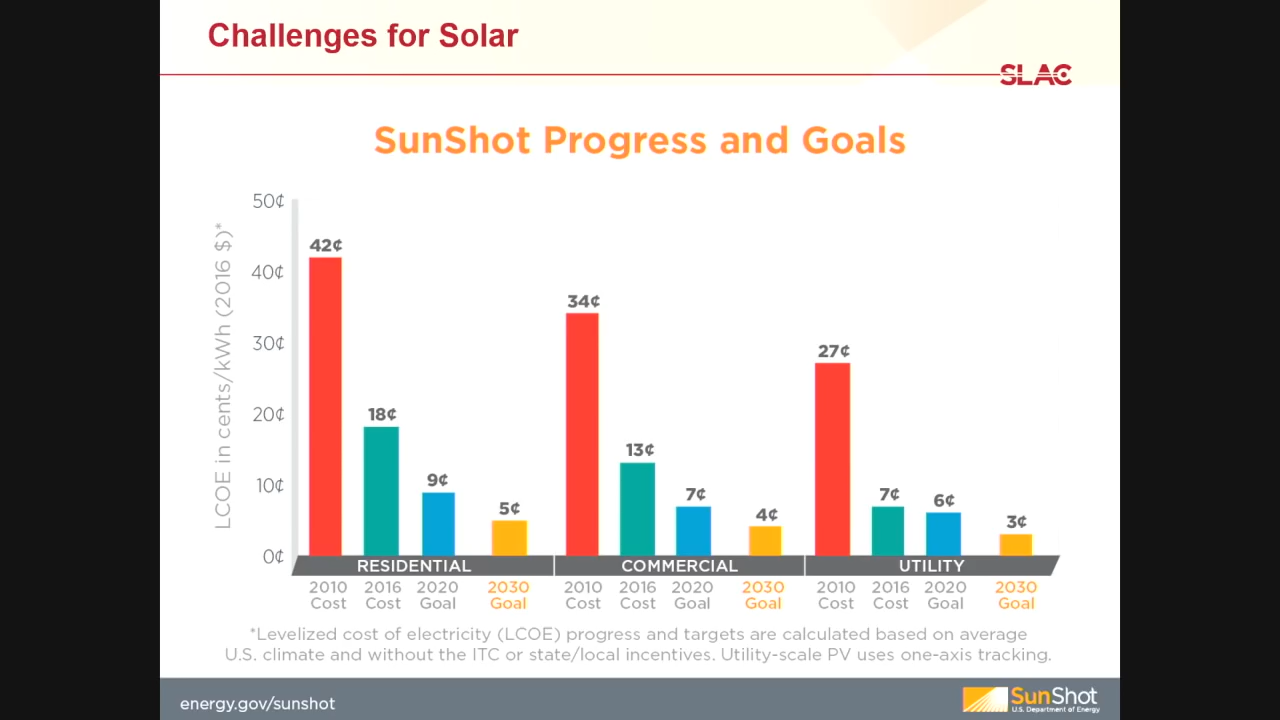 Challenges for Solar
SLAC
SunShot Progress and Goals
LCOE in cents/kWh (2016 $)*
50¢
40¢
30¢
20¢
10¢
0¢
42¢
18¢
9¢
5¢
34¢
13¢
7¢
4¢
27¢
7¢
6¢
3¢
RESIDENTIAL
COMMERCIAL
UTILITY
2010 Cost
2016 Cost
2020 Goal
2030 Goal
2010 Cost
2016 Cost
2020 Goal
2030 Goal
2010 Cost
2016 Cost
2020 Goal
2030 Goal
*Levelized cost of electricity (LCOE) progress and targets are calculated based on average
U.S. climate and without the ITC or state/local incentives. Utility-scale PV uses one-axis tracking.
energy.gov/sunshot
SunShot
U.S. Department of Energy